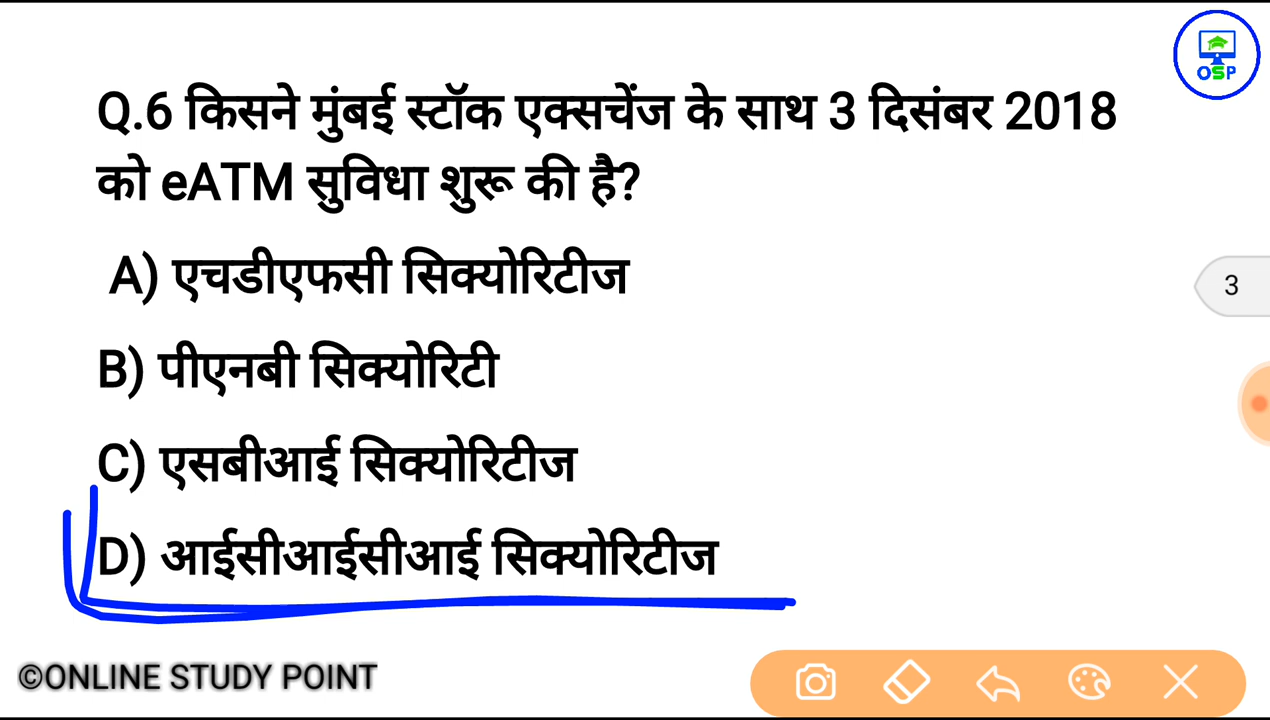 OSP
Q.6 किसने मुंबई स्टॉक एक्सचेंज के साथ 3 दिसंबर 2018
को eATM सुविधा शुरू की है?
A) एचडीएफसी सिक्योरिटीज
3
B) पीएनबी सिक्योरिटी
C) एसबीआई सिक्योरिटीज
D) आईसीआईसीआई सिक्योरिटीज
©ONLINE STUDY POINT